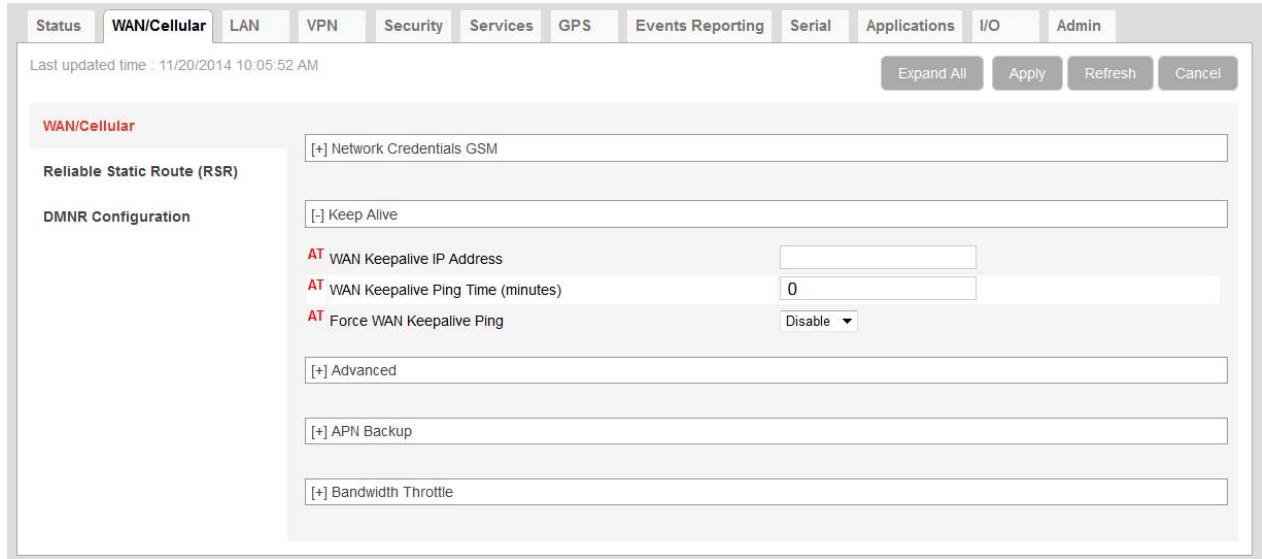 Status WAN/Cellular LAN VPN Security Services GPS Events Reporting Serial Applications I/O Admin
Last updated time : 11/20/2014 10:05:52 AM
Expand All Apply Refresh Cancel
WAN/Cellular
Reliable Static Route (RSR)
DMNR Configuration
[+] Network Credentials GSM
[-] Keep Alive
AT WAN Keepalive IP Address
AT WAN Keepalive Ping Time (minutes) 0
AT Force WAN Keepalive Ping Disable
[+] Advanced
[+] APN Backup
[+] Bandwidth Throttle